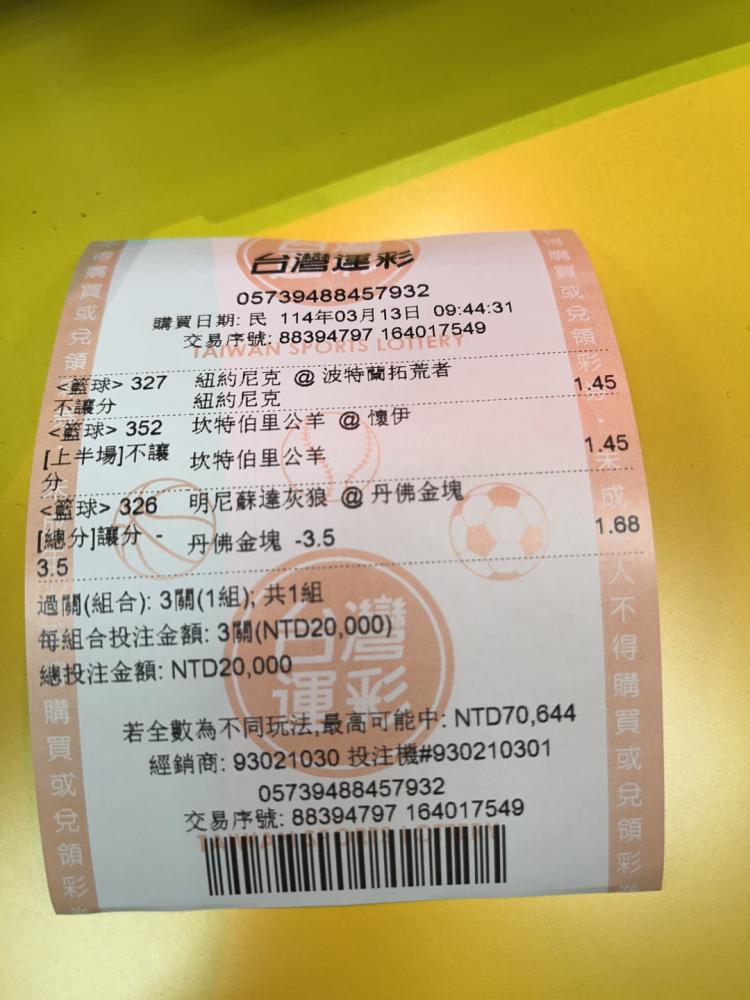 台灣運彩
05739488457932
購買日期: 民 114年03月13日 09:44:31
交易序號: 88394797 164017549
TAIWAN SPORTS LOTTERY
<籃球> 327 紐約尼克 @ 波特蘭拓荒者
不讓分 紐約尼克 1.45
<籃球> 352 坎特伯里公羊 @ 懷伊
[上半場]不讓分 坎特伯里公羊 1.45
<籃球> 326 明尼蘇達灰狼 @ 丹佛金塊
[總分]讓分 -3.5 丹佛金塊 -3.5 1.68
過關(組合): 3關(1組); 共1組
每組合投注金額: 3關(NTD20,000)
總投注金額: NTD20,000
台灣
運彩
若全數為不同玩法,最高可能中: NTD70,644
經銷商: 93021030 投注機#930210301
05739488457932
交易序號: 88394797 164017549
得購買或兌領
購買或兌領彩
得購買或兌領彩
未成
人不得購買或兌領彩